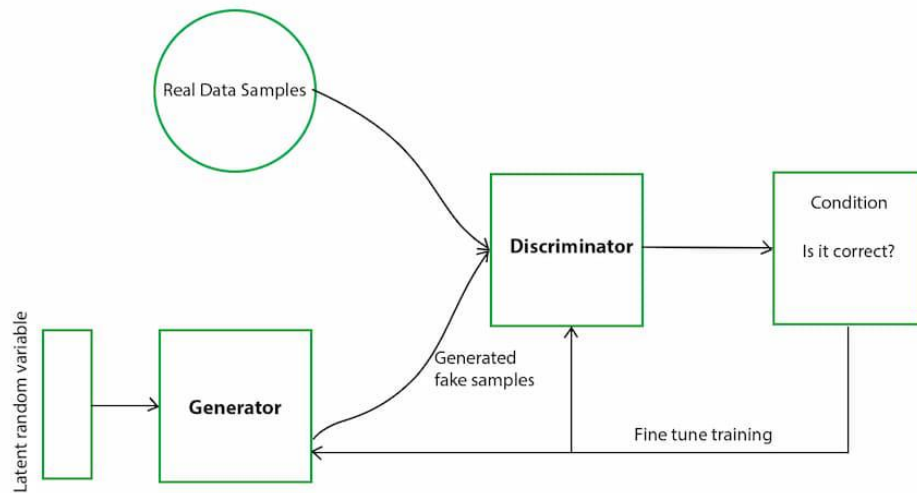 Real Data Samples
Condition
Is it correct?
Discriminator
Generated
fake samples
Latent random variable
Generator
Fine tune training